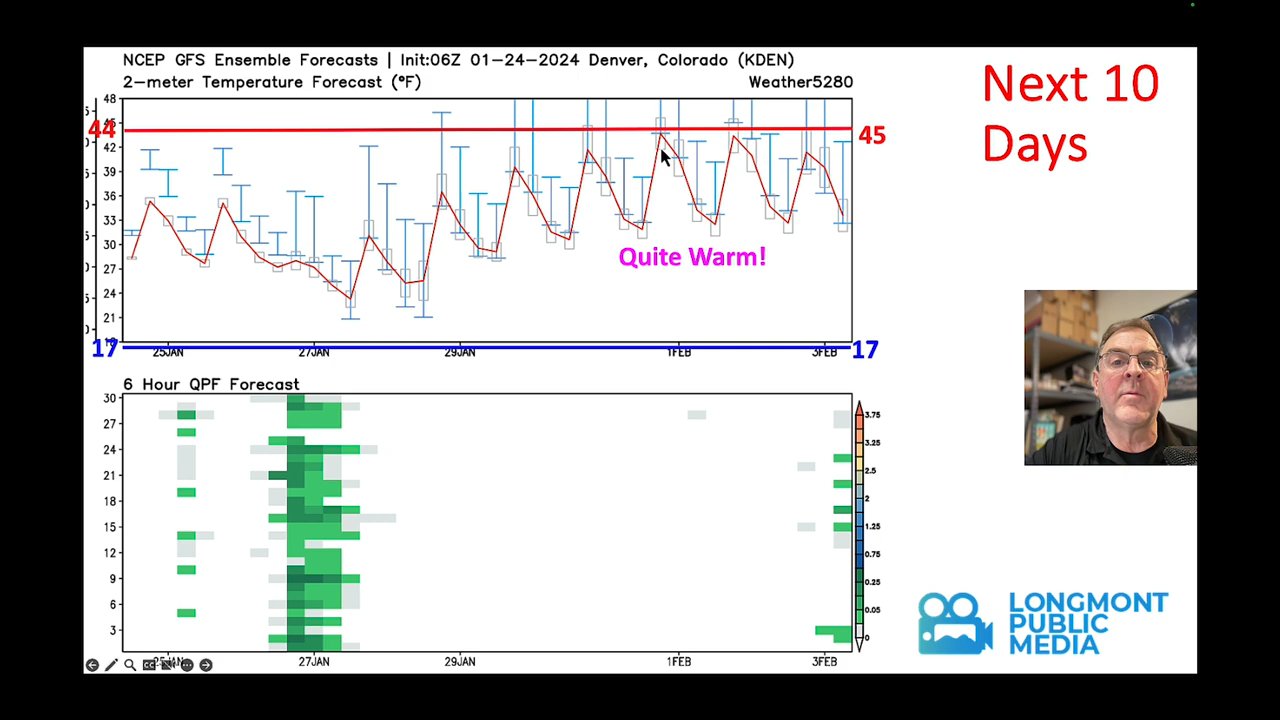 NCEP GFS Ensemble Forecasts | Init:06Z 01-24-2024 Denver, Colorado (KDEN)
2-meter Temperature Forecast (°F)
Weather5280
Next 10
Days
48
44
45
42
39
36
33
30
27
24
21
Quite Warm!
17
17
25JAN
27JAN
29JAN
1FEB
3FEB
6 Hour QPF Forecast
30
27
24
21
18
15
12
9
6
3
3.75
3.25
2.5
2
1.25
0.75
0.25
0.05
0
27JAN
29JAN
1FEB
3FEB
LONGMONT
PUBLIC
MEDIA